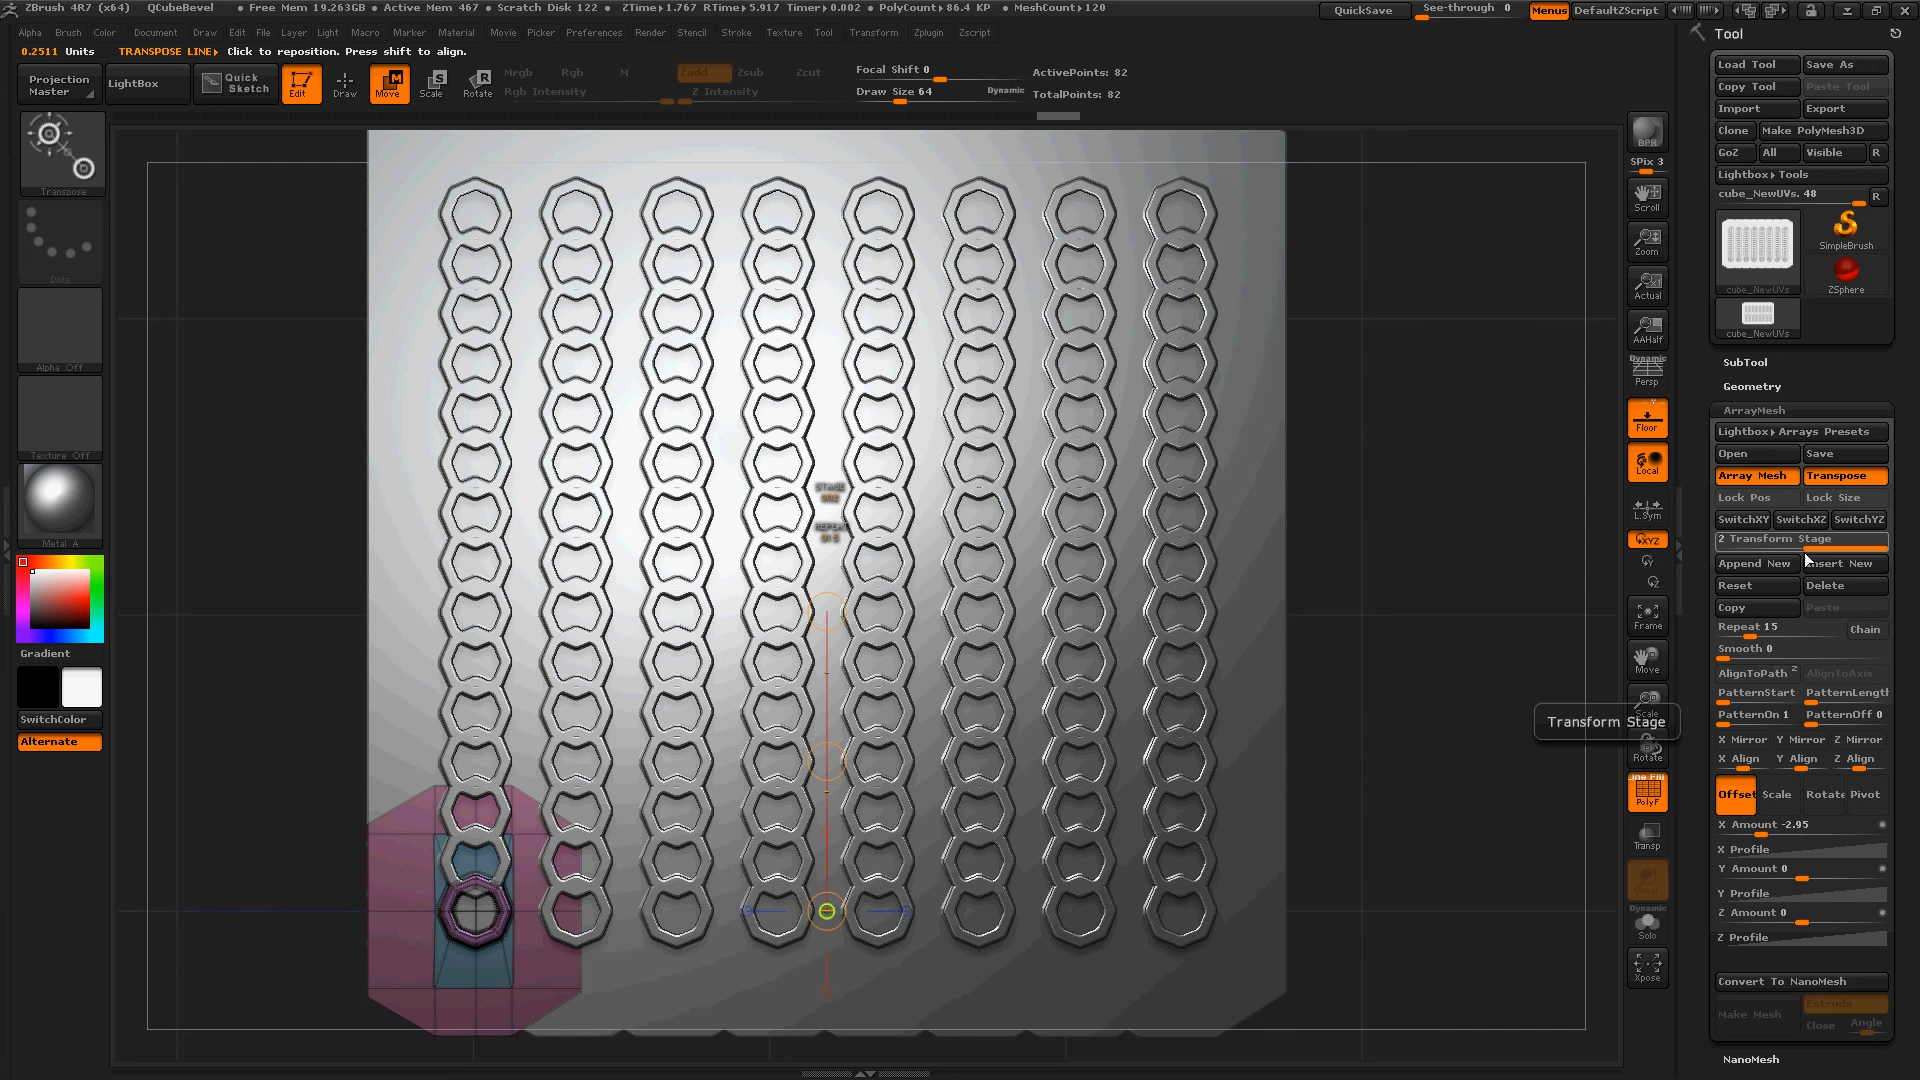 ZBrush 4R7 (x64) QCubeBevel • Free Mem 19.263GB • Active Mem 467 • Scratch Disk 122 • ZTime▸1.767 RTime▸5.917 Timer▸0.002 • PolyCount▸86.4 KP • MeshCount▸120 QuickSave See-through 0 Menus DefaultZScript
Alpha Brush Color Document Draw Edit File Layer Light Macro Marker Material Movie Picker Preferences Render Stencil Stroke Texture Tool Transform Zplugin Zscript
0.2511 Units TRANSPOSE LINE▸ Click to reposition. Press shift to align.
Projection Master
LightBox
Quick Sketch
Edit
Draw
Move
Scale
Rotate
Mrgb Rgb M
Rgb Intensity
Zadd Zsub Zcut
Z Intensity
Focal Shift 0
Draw Size 64
Dynamic
ActivePoints: 82
TotalPoints: 82
Transpose
Dots
Alpha Off
Texture Off
Metal A
Gradient
SwitchColor
Alternate
STAGE
002
REPEAT
015
BPR
SPix 3
Scroll
Zoom
Actual
AAHalf
Dynamic
Persp
Floor
Local
L.Sym
XYZ
Y
Z
Frame
Move
Scale
Transform Stage
Rotate
Line Fill
PolyF
Transp
Ghost
Dynamic
Solo
Xpose
Tool
Load Tool Save As
Copy Tool Paste Tool
Import Export
Clone Make PolyMesh3D
GoZ All Visible R
Lightbox▸Tools
cube_NewUVs. 48 R
cube_NewUVs
SimpleBrush
ZSphere
cube_NewUVs
SubTool
Geometry
ArrayMesh
Lightbox▸Arrays Presets
Open Save
Array Mesh Transpose
Lock Pos Lock Size
SwitchXY SwitchXZ SwitchYZ
2 Transform Stage
Append New Insert New
Reset Delete
Copy Paste
Repeat 15 Chain
Smooth 0
AlignToPath AlignToAxis
PatternStart PatternLength
PatternOn 1 PatternOff 0
X Mirror Y Mirror Z Mirror
X Align Y Align Z Align
Offset Scale Rotate Pivot
X Amount -2.95
X Profile
Y Amount 0
Y Profile
Z Amount 0
Z Profile
Convert To NanoMesh
Make Mesh Extrude
Close Angle
NanoMesh